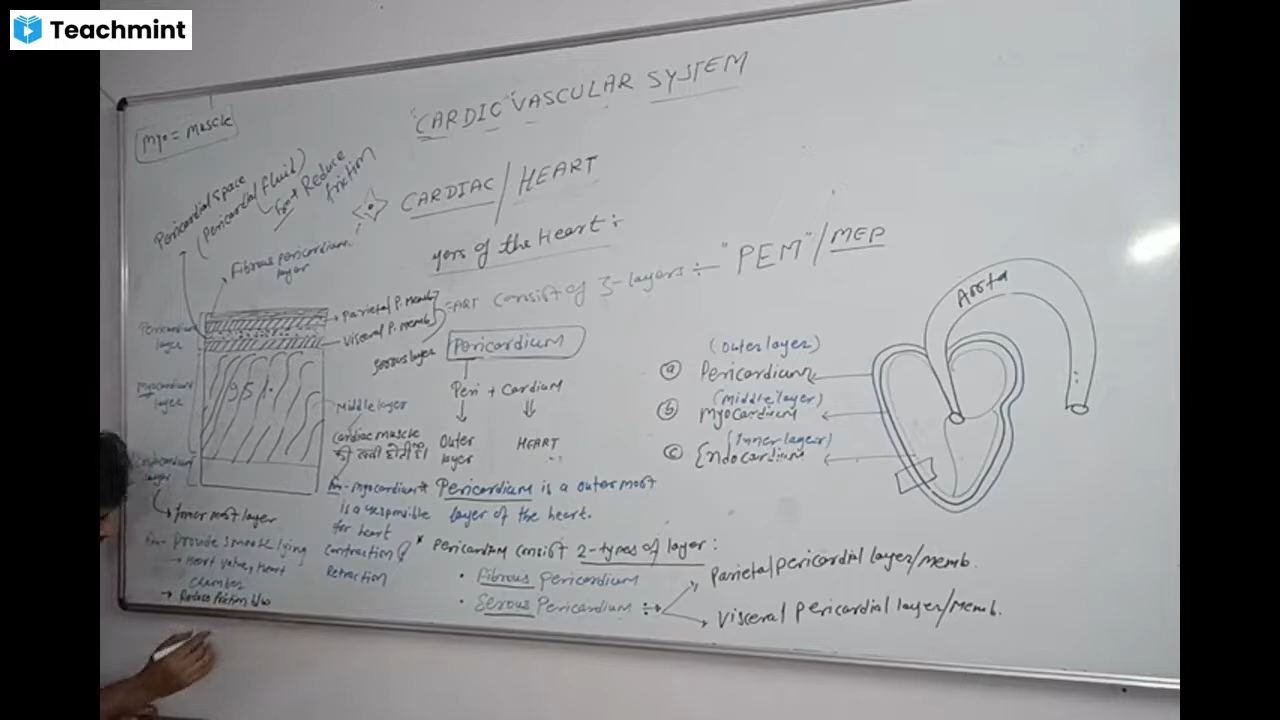 Teachmint
"CARDIO" VASCULAR SYSTEM
Myo = Muscle
CARDIAC / HEART
Pericardial space
(Pericardial fluid)
Reduce
friction
Fibrous pericardium
layer
yers of the Heart :
ART consist of 3-layers :- "PEM" / MEP
Parietal P. Memb
Visceral P. Memb
Serous layer
Pericardium
layer
Myocardium
layer
layer
95%
Middle layer
cardiac muscle
की बनी होती है।
Myocardium
is a responsible
for heart
contraction &
Retraction
Inner most layer
Provide smooth lying
→ Heart valve, Heart
chamber
→ Reduce friction b/w
Pericardium
Peri + Cardium
Outer
layer
HEART
* Pericardium is a outer most
layer of the heart.
* Pericardium consist 2-types of layer :
• Fibrous pericardium
• Serous Pericardium
Parietal pericardial layer/memb.
Visceral pericardial layer/Memb.
(Outer layer)
a Pericardium
(Middle layer)
b Myocardium
(Inner layer)
c Endocardium
Aorta